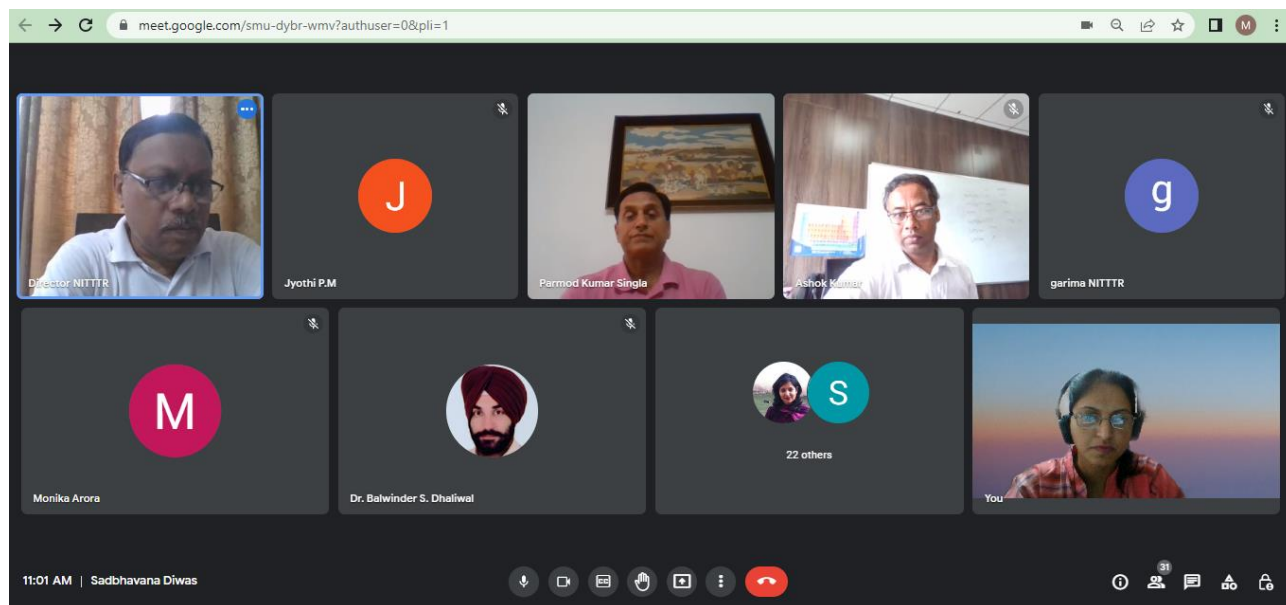 meet.google.com/smu-dybr-wmv?authuser=0&pli=1
M
Director NITTTR
J
Jyothi P.M
Parmod Kumar Singla
Ashok Kumar
g
garima NITTTR
M
Monika Arora
Dr. Balwinder S. Dhaliwal
S
22 others
You
11:01 AM | Sadbhavana Diwas
CC
31